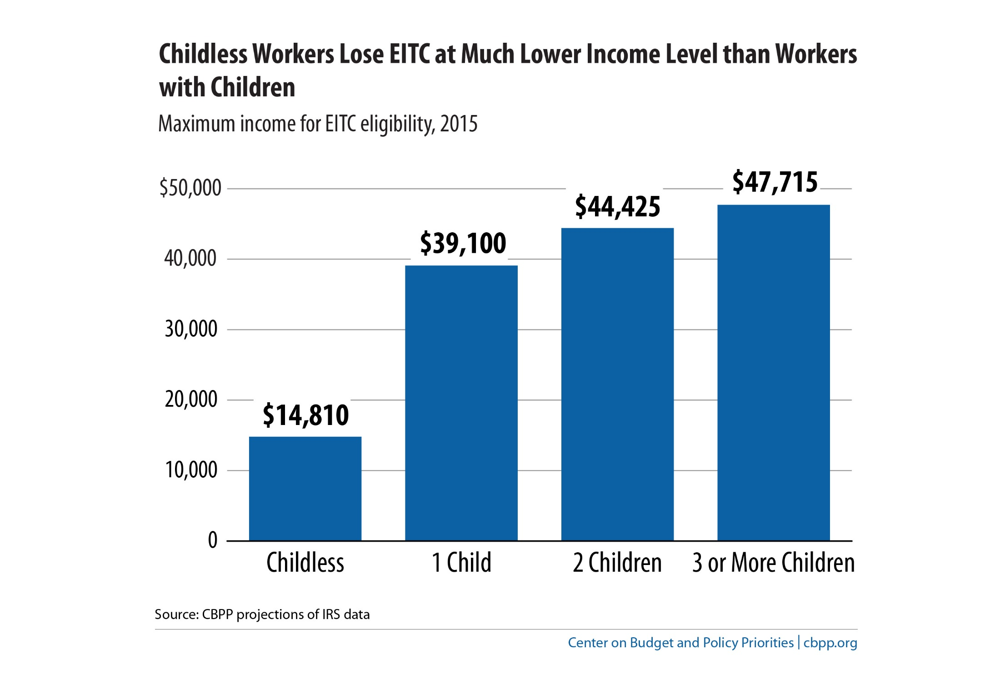 Childless Workers Lose EITC at Much Lower Income Level than Workers
with Children
Maximum income for EITC eligibility, 2015
$50,000
40,000
30,000
20,000
10,000
0
$14,810
$39,100
$44,425
$47,715
Childless
1 Child
2 Children
3 or More Children
Source: CBPP projections of IRS data
Center on Budget and Policy Priorities | cbpp.org